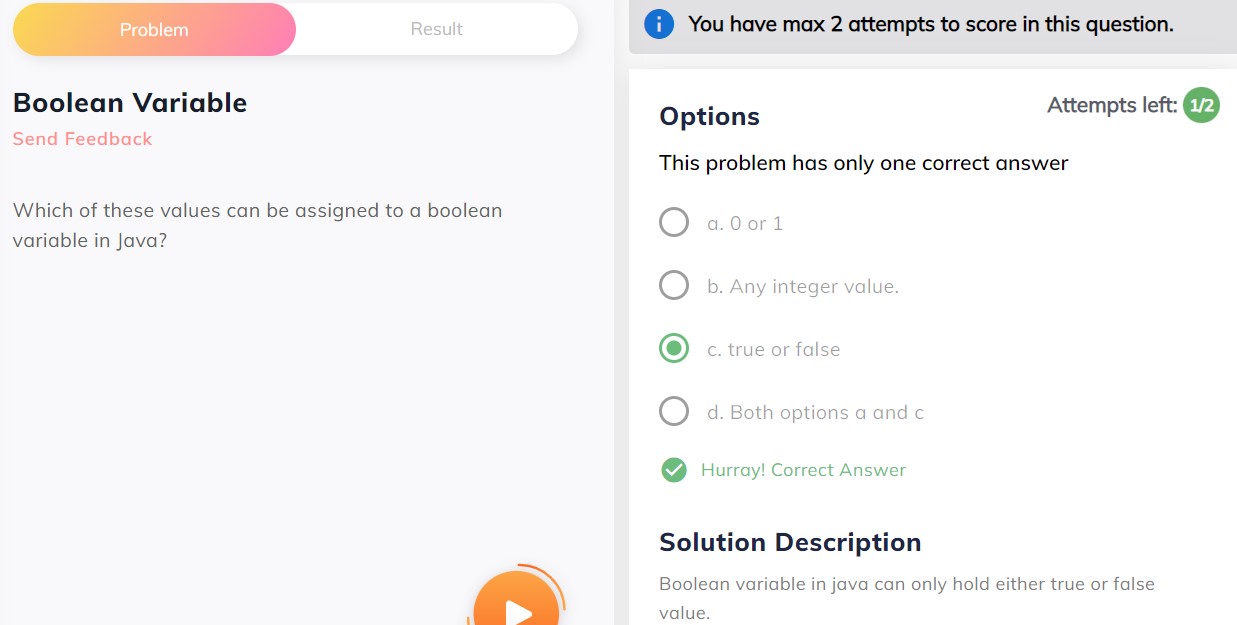 Problem
Result
Boolean Variable
Send Feedback
Which of these values can be assigned to a boolean
variable in Java?
You have max 2 attempts to score in this question.
Options
Attempts left: 1/2
This problem has only one correct answer
a. 0 or 1
b. Any integer value.
c. true or false
d. Both options a and c
Hurray! Correct Answer
Solution Description
Boolean variable in java can only hold either true or false
value.